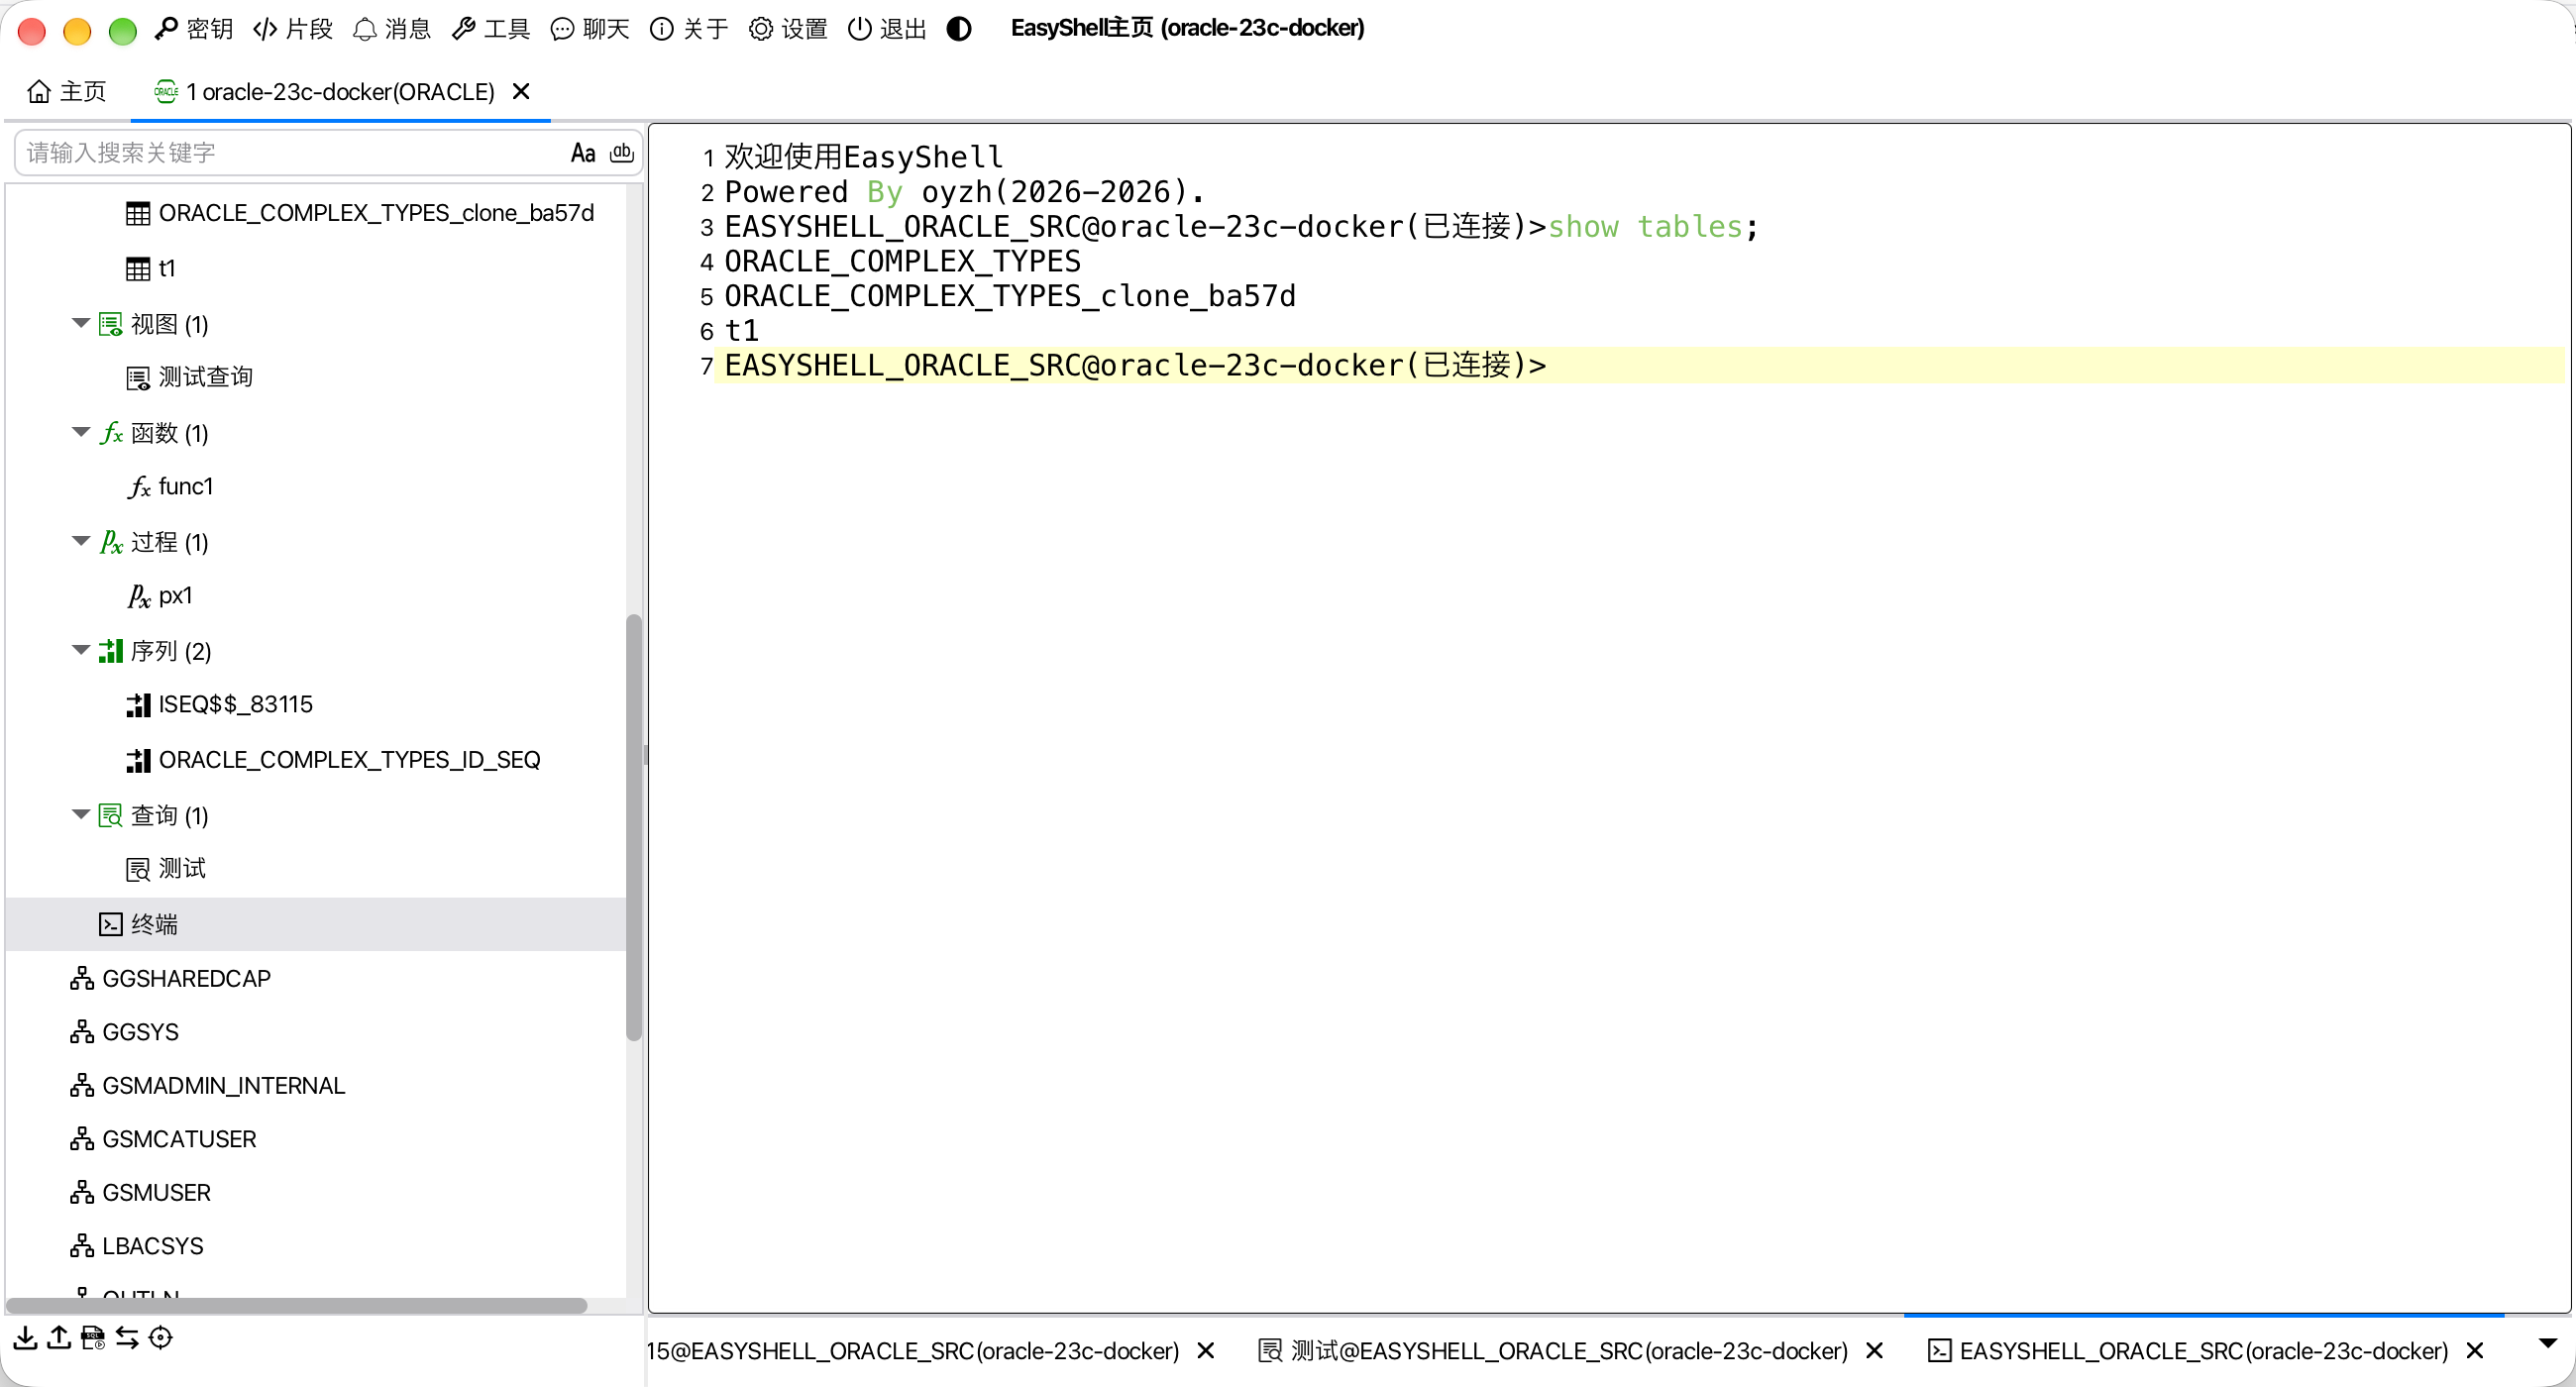 密钥 片段 消息 工具 聊天 关于 设置 退出 EasyShell主页 (oracle-23c-docker)
主页 ORACLE 1 oracle-23c-docker(ORACLE)
请输入搜索关键字 Aa ab
ORACLE_COMPLEX_TYPES_clone_ba57d
t1
视图 (1)
测试查询
函数 (1)
func1
过程 (1)
px1
序列 (2)
ISEQ$$_83115
ORACLE_COMPLEX_TYPES_ID_SEQ
查询 (1)
测试
终端
GGSHAREDCAP
GGSYS
GSMADMIN_INTERNAL
GSMCATUSER
GSMUSER
LBACSYS
1 欢迎使用EasyShell
2 Powered By oyzh(2026-2026).
3 EASYSHELL_ORACLE_SRC@oracle-23c-docker(已连接)>show tables;
4 ORACLE_COMPLEX_TYPES
5 ORACLE_COMPLEX_TYPES_clone_ba57d
6 t1
7 EASYSHELL_ORACLE_SRC@oracle-23c-docker(已连接)>
15@EASYSHELL_ORACLE_SRC(oracle-23c-docker) 测试@EASYSHELL_ORACLE_SRC(oracle-23c-docker) EASYSHELL_ORACLE_SRC(oracle-23c-docker)